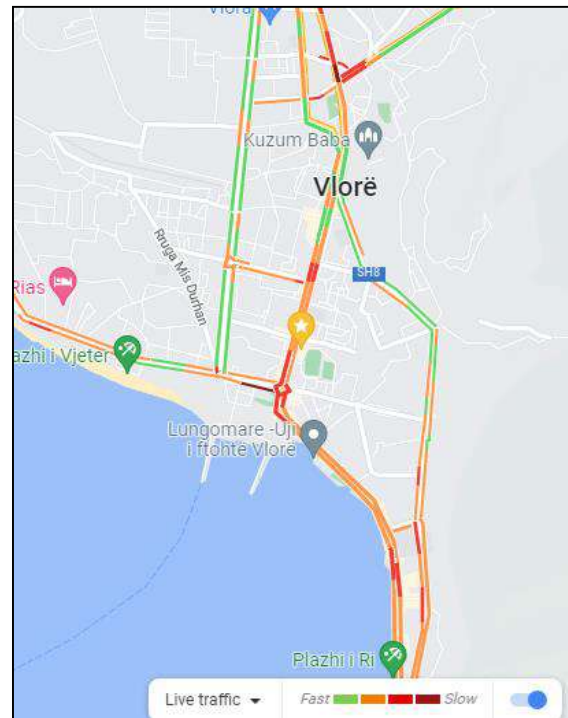 Vlora
Kuzum Baba
Vlorë
SH8
Rruga Mis Durhan
Rias
azhi i Vjeter
Lungomare -Uji
i ftohtë Vlorë
Plazhi i Ri
Live traffic
Fast
Slow